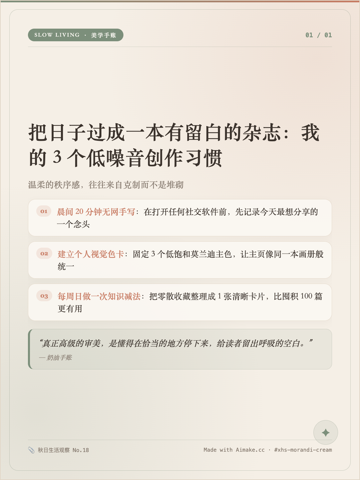 SLOW LIVING · 美学手帐
01 / 01
把日子过成一本有留白的杂志：我
的 3 个低噪音创作习惯
温柔的秩序感，往往来自克制而不是堆砌
01 晨间 20 分钟无网手写：在打开任何社交软件前，先记录今天最想分享的
一个念头
02 建立个人视觉色卡：固定 3 个低饱和莫兰迪主色，让主页像同一本画册般
统一
03 每周日做一次知识减法：把零散收藏整理成 1 张清晰卡片，比囤积 100 篇
更有用
“真正高级的审美，是懂得在恰当的地方停下来，给读者留出呼吸的空白。”
— 奶油手帐
秋日生活观察 No.18
Made with Aimake.cc · #xhs-morandi-cream